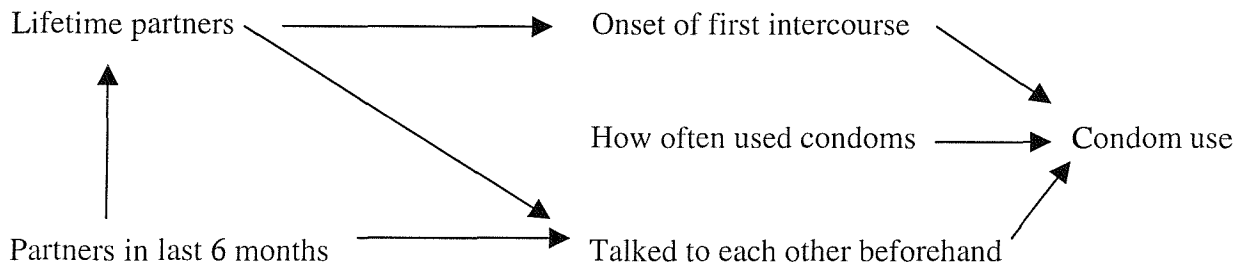 Lifetime partners
Onset of first intercourse
How often used condoms
Condom use
Partners in last 6 months
Talked to each other beforehand